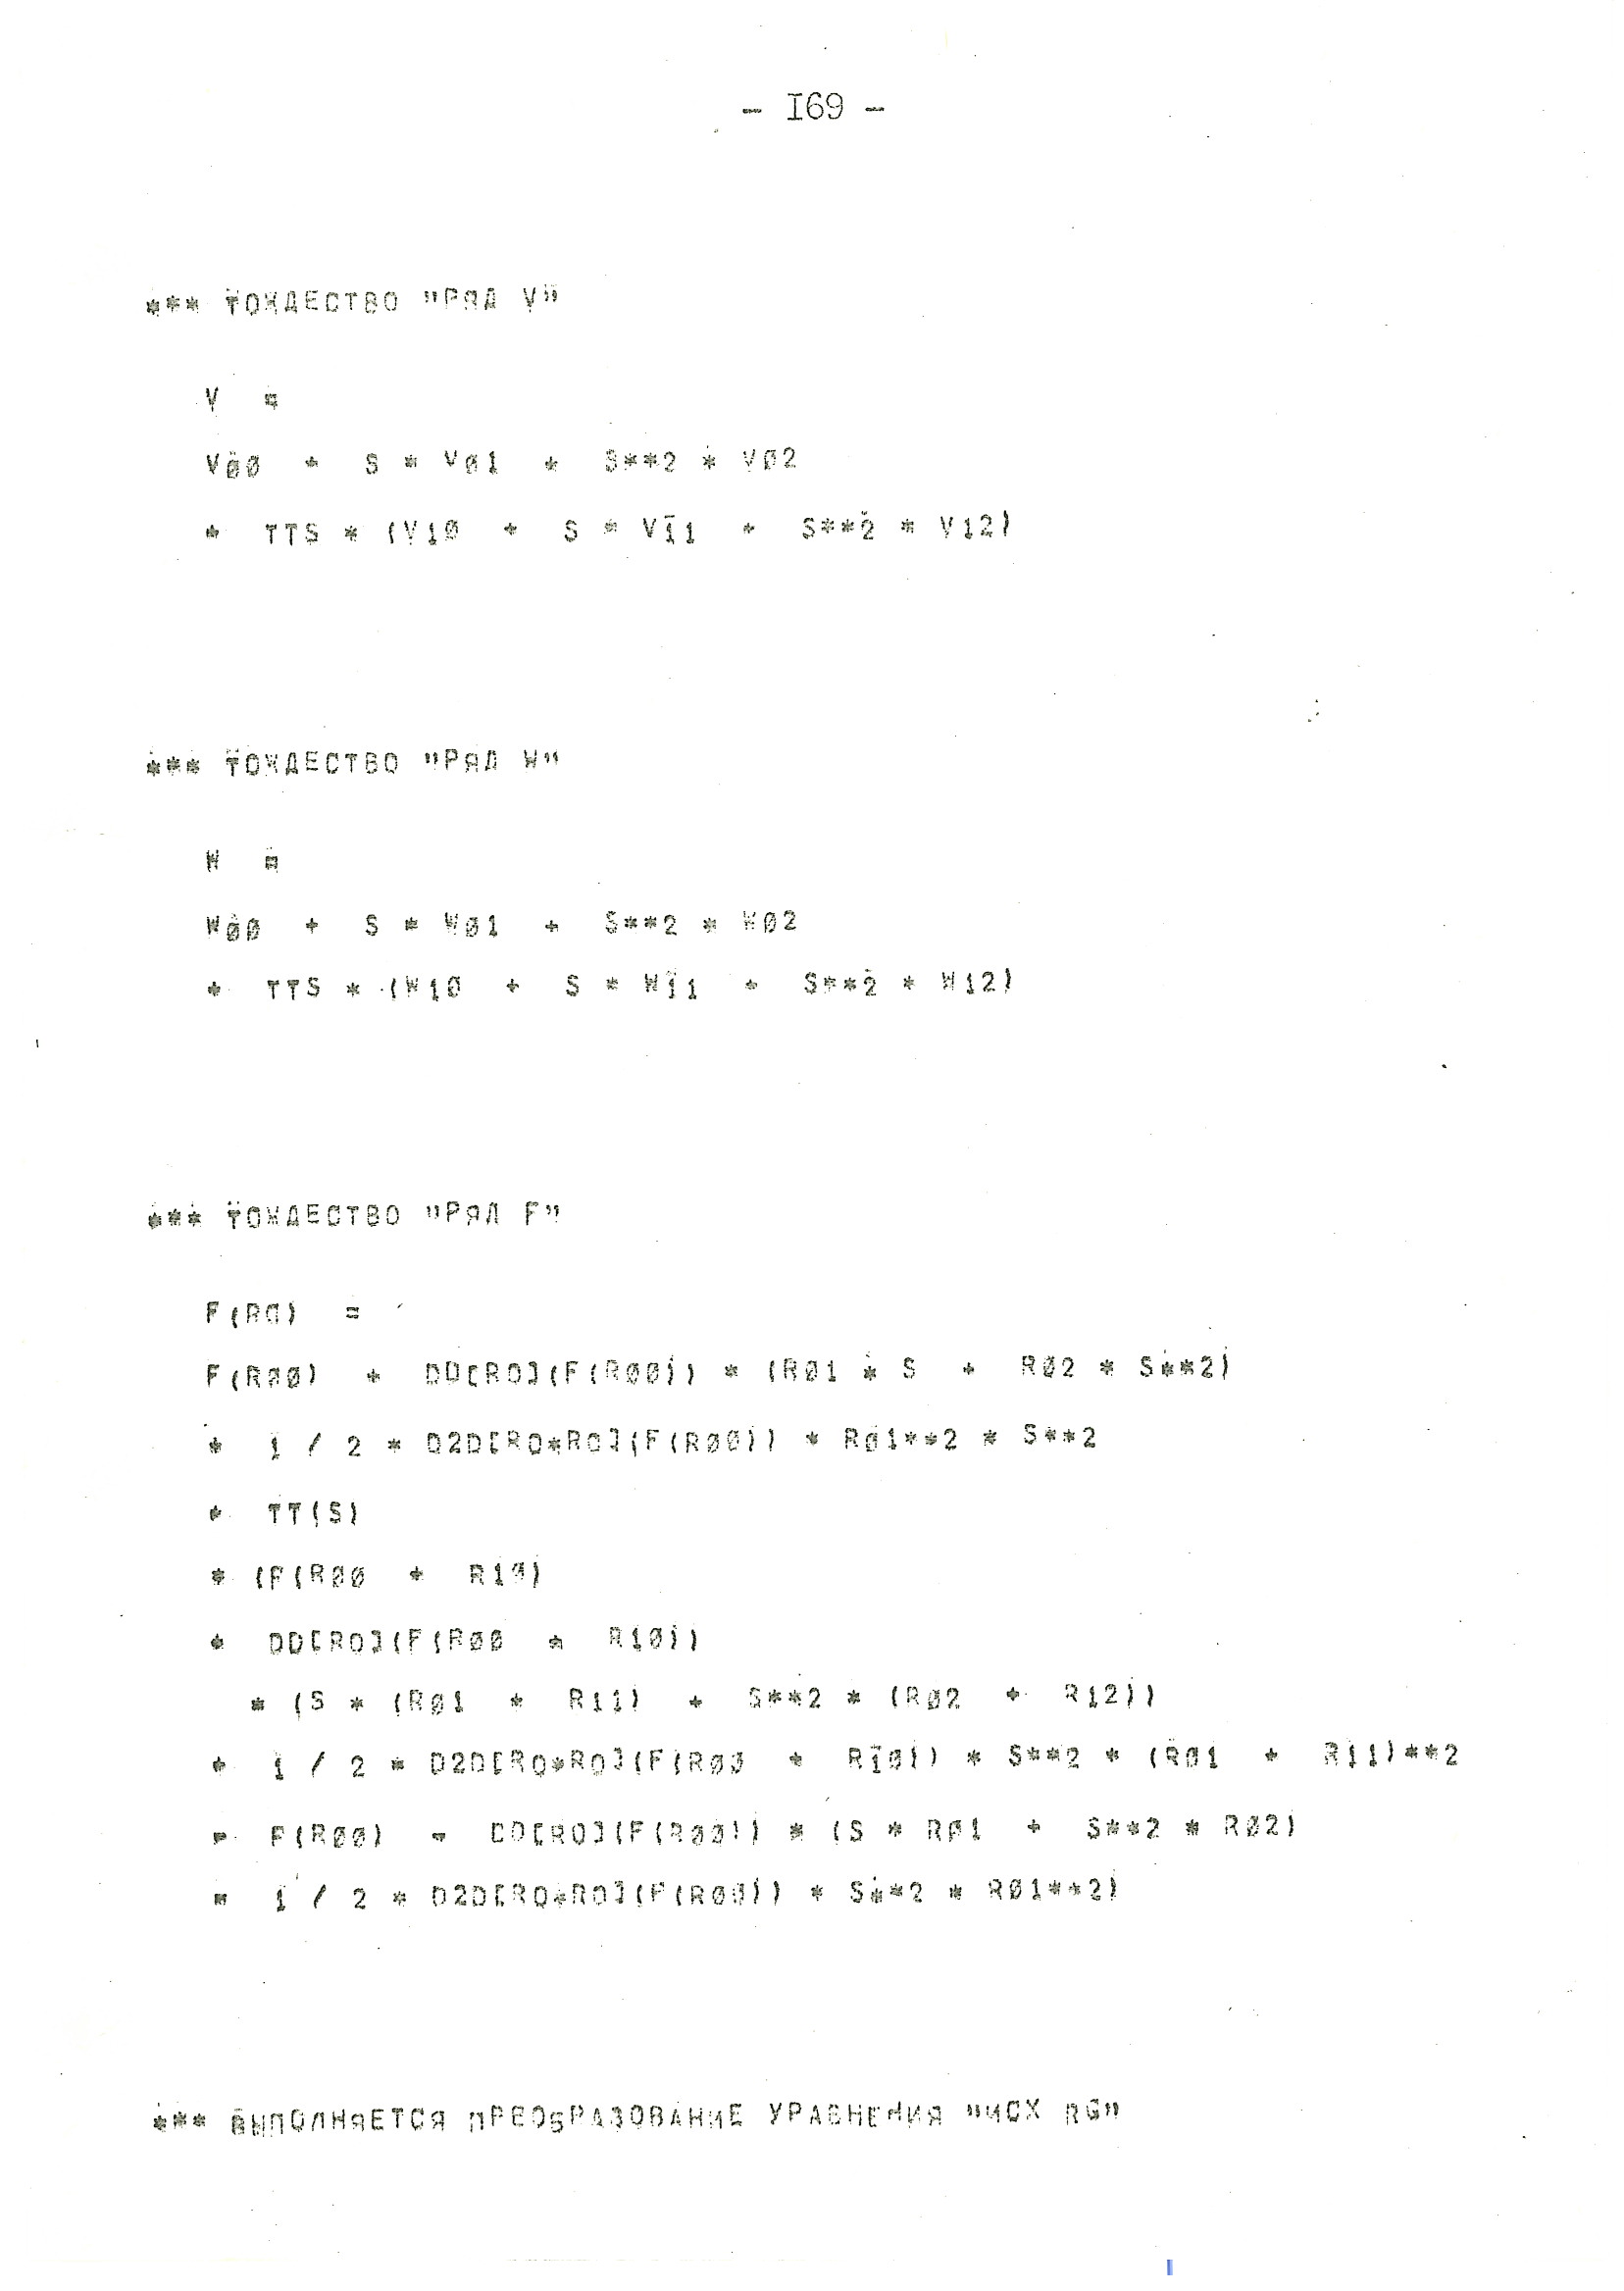 - I69 -
*** ТОЖДЕСТВО "РЯД V"
V =
VØØ + S * VØ1 + S**2 * VØ2
+ TTS * (V1Ø + S * V11 + S**2 * V12)
*** ТОЖДЕСТВО "РЯД W"
W =
WØØ + S * WØ1 + S**2 * WØ2
+ TTS * (W1Ø + S * W11 + S**2 * W12)
*** ТОЖДЕСТВО "РЯД F"
F(RO) =
F(RØØ) + DD[RO](F(RØØ)) * (RØ1 * S + RØ2 * S**2)
+ 1 / 2 * D2D[RO*RO](F(RØØ)) * RØ1**2 * S**2
+ TT(S)
* (F(RØØ + R1Ø)
+ DD[RO](F(RØØ + R1Ø))
* (S * (RØ1 + R11) + S**2 * (RØ2 + R12))
+ 1 / 2 * D2D[RO*RO](F(RØØ + R1Ø)) * S**2 * (RØ1 + R11)**2
- F(RØØ) - DD[RO](F(RØØ)) * (S * RØ1 + S**2 * RØ2)
- 1 / 2 * D2D[RO*RO](F(RØØ)) * S**2 * RØ1**2)
*** ВЫПОЛНЯЕТСЯ ПРЕОБРАЗОВАНИЕ УРАВНЕНИЯ "ИСХ RG"